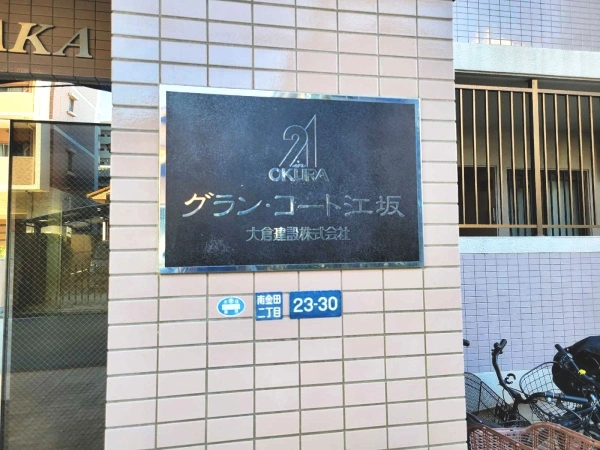 AKA
21
OKURA
グラン・コート江坂
大倉建設株式会社
南金田
二丁目
23-30